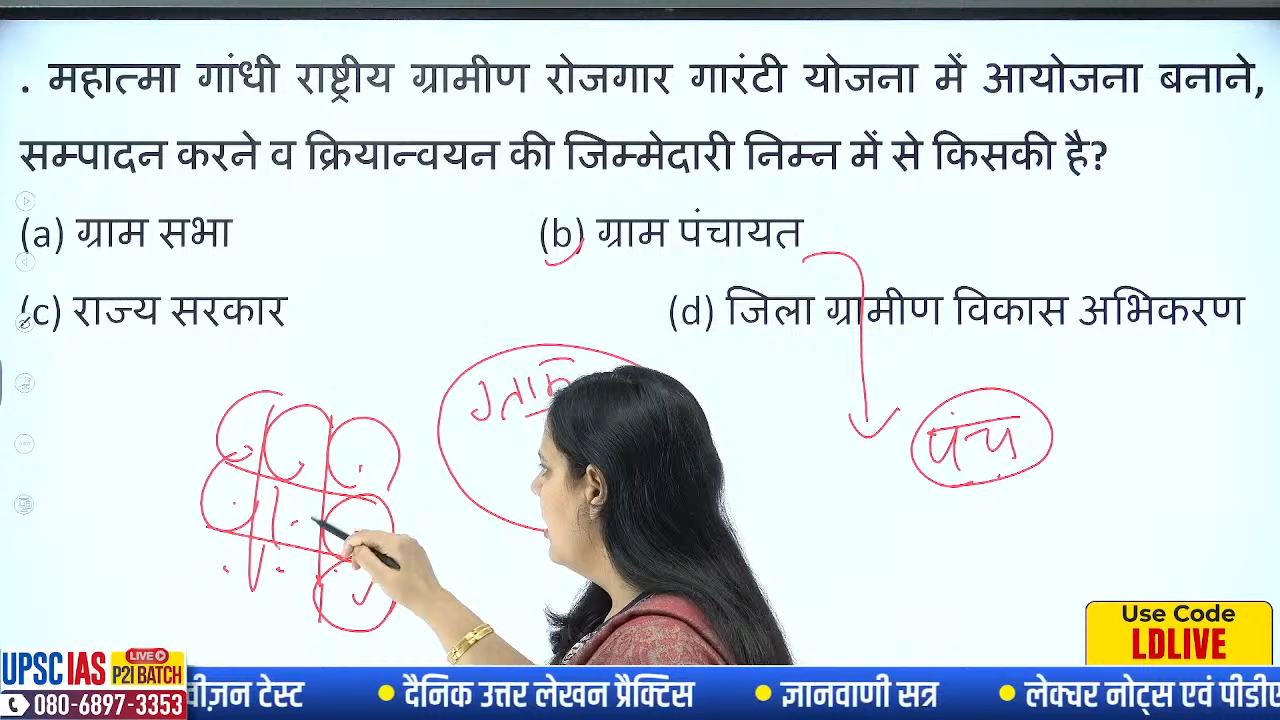 . महात्मा गांधी राष्ट्रीय ग्रामीण रोजगार गारंटी योजना में आयोजना बनाने,
सम्पादन करने व क्रियान्वयन की जिम्मेदारी निम्न में से किसकी है?
(a) ग्राम सभा (b) ग्राम पंचायत
(c) राज्य सरकार (d) जिला ग्रामीण विकास अभिकरण
पंच
Use Code
LDLIVE
UPSC IAS LIVE P2I BATCH
080-6897-3353
टेस्ट • दैनिक उत्तर लेखन प्रैक्टिस • ज्ञानवाणी सत्र • लेक्चर नोट्स एवं